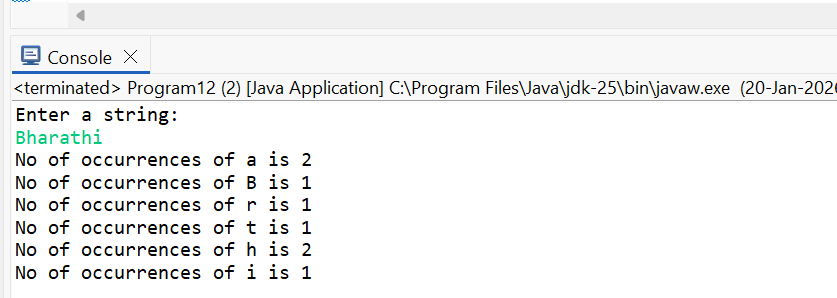 Console
<terminated> Program12 (2) [Java Application] C:\Program Files\Java\jdk-25\bin\javaw.exe (20-Jan-2026
Enter a string:
Bharathi
No of occurrences of a is 2
No of occurrences of B is 1
No of occurrences of r is 1
No of occurrences of t is 1
No of occurrences of h is 2
No of occurrences of i is 1